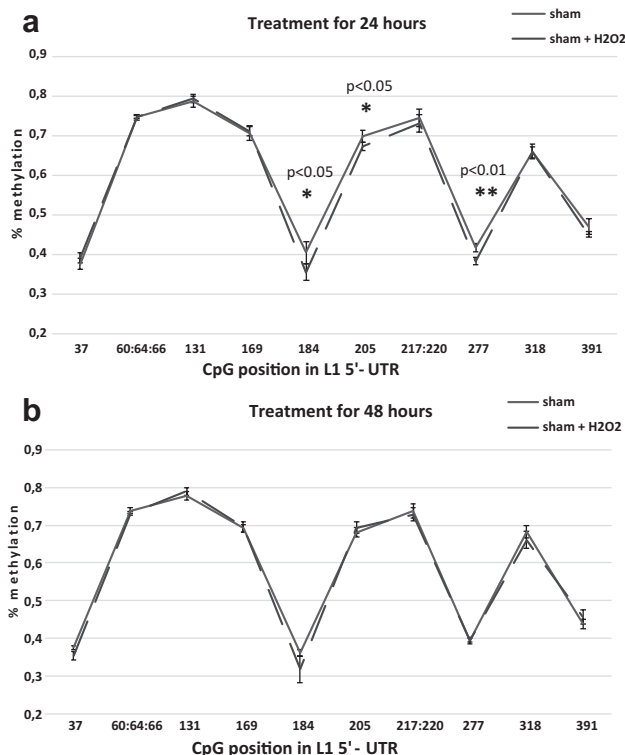 a
Treatment for 24 hours
sham
sham + H2O2
0,9
0,8
0,7
0,6
0,5
0,4
0,3
0,2
% methylation
p<0.05
*
p<0.05
*
p<0.01
**
37 60:64:66 131 169 184 205 217:220 277 318 391
CpG position in L1 5'- UTR
b
Treatment for 48 hours
sham
sham + H2O2
0,9
0,8
0,7
0,6
0,5
0,4
0,3
0,2
% methylation
37 60:64:66 131 169 184 205 217:220 277 318 391
CpG position in L1 5'- UTR